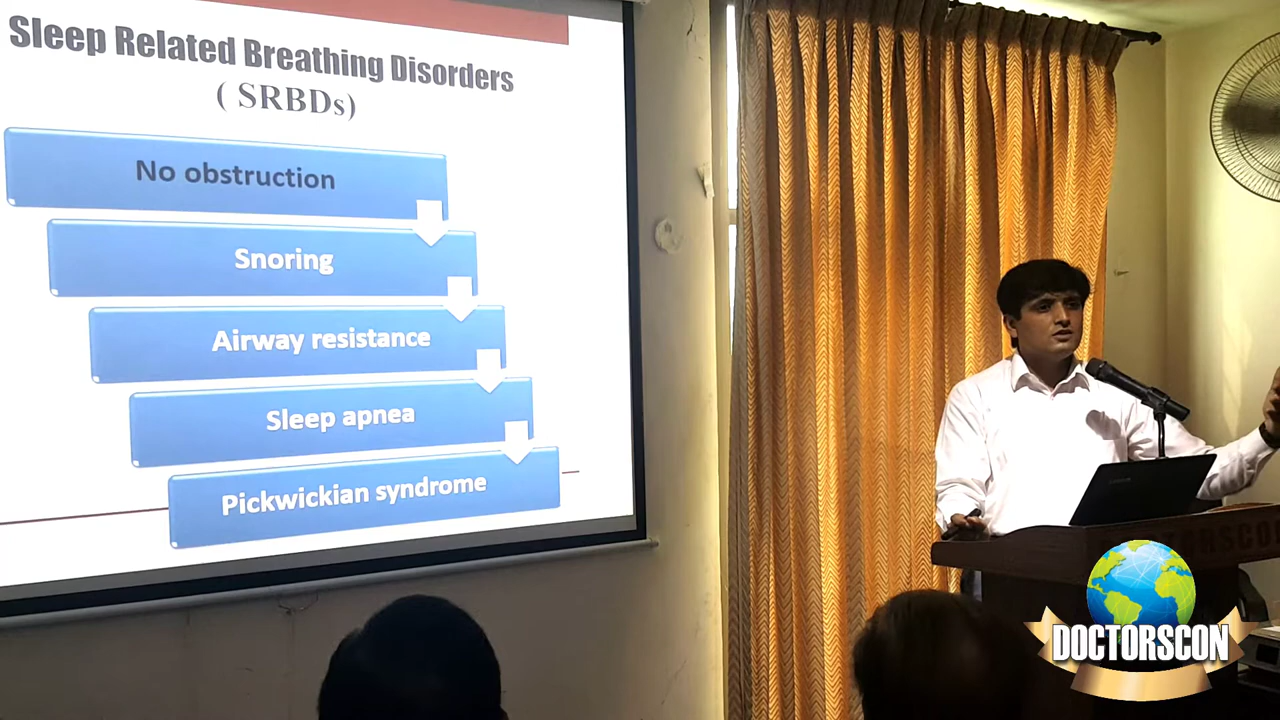 Sleep Related Breathing Disorders
( SRBDs)
No obstruction
Snoring
Airway resistance
Sleep apnea
Pickwickian syndrome
DOCTORSCON